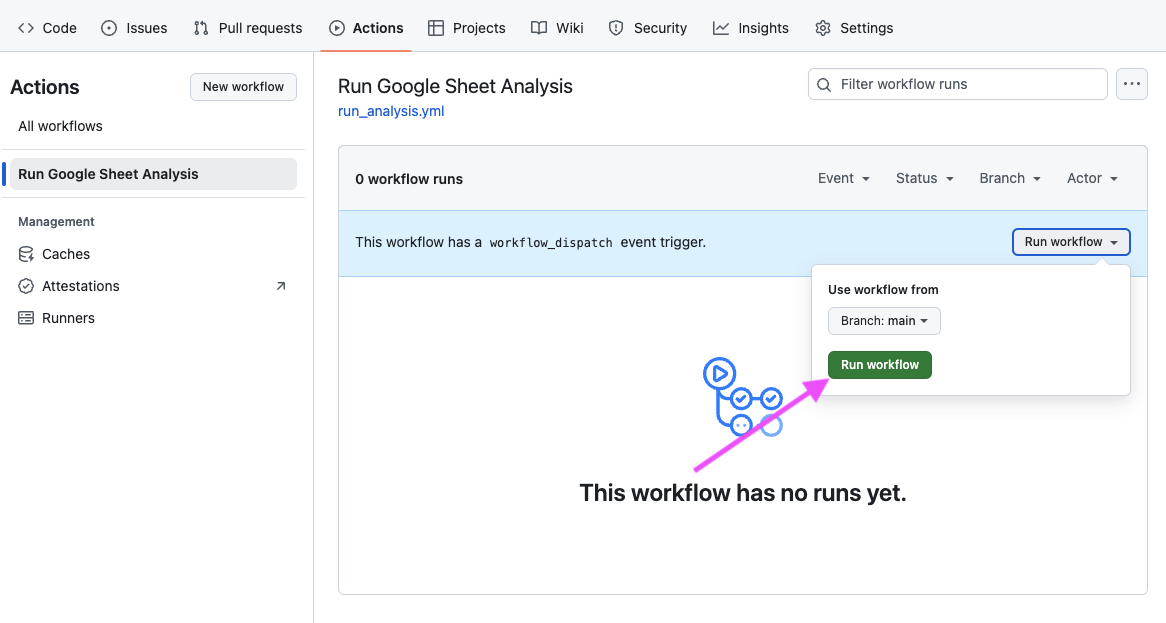 Code Issues Pull requests Actions Projects Wiki Security Insights Settings
Actions
New workflow
All workflows
Run Google Sheet Analysis
Management
Caches
Attestations
Runners
Run Google Sheet Analysis
run_analysis.yml
Filter workflow runs
0 workflow runs
Event Status Branch Actor
This workflow has a workflow_dispatch event trigger.
Run workflow
Use workflow from
Branch: main
Run workflow
This workflow has no runs yet.